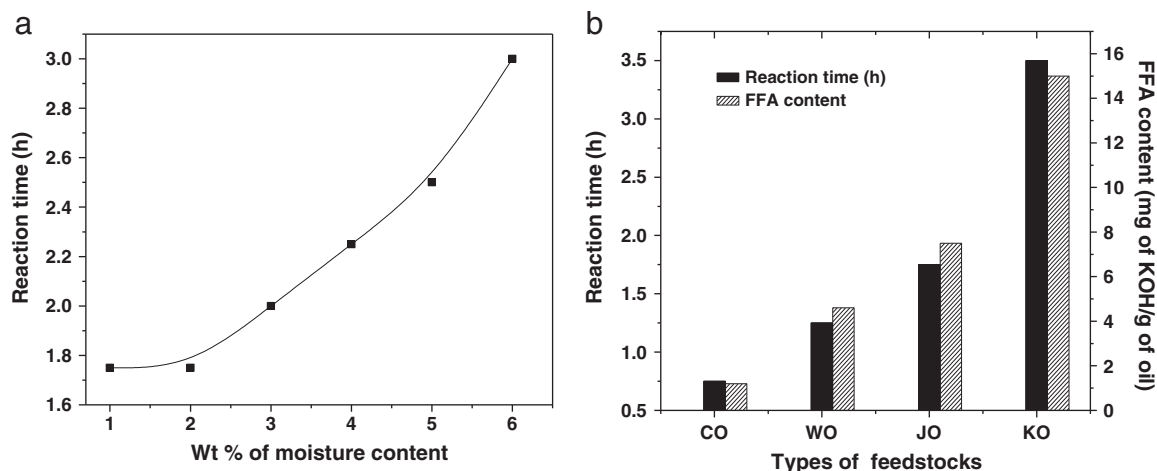 a
3.0
2.8
2.6
2.4
2.2
2.0
1.8
1.6
Reaction time (h)
1 2 3 4 5 6
Wt % of moisture content
b
3.5
3.0
2.5
2.0
1.5
1.0
0.5
Reaction time (h)
Reaction time (h)
FFA content
16
14
12
10
8
6
4
2
0
FFA content (mg of KOH/g of oil)
CO WO JO KO
Types of feedstocks